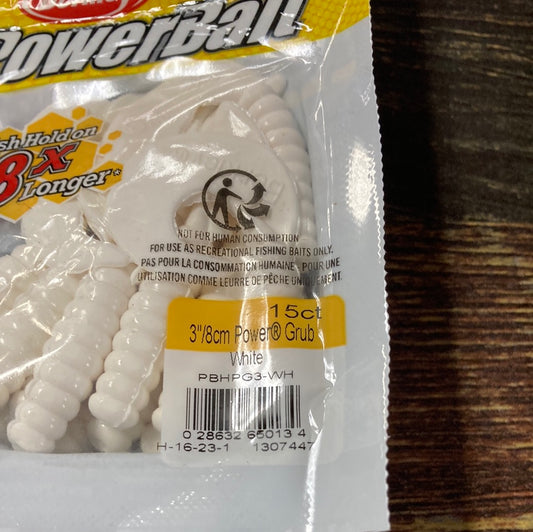 PowerBait
sh Hold on
8x
Longer*
NOT FOR HUMAN CONSUMPTION
FOR USE AS RECREATIONAL FISHING BAITS ONLY.
PAS POUR LA CONSOMMATION HUMAINE POUR UNE
UTILISATION COMME LEURRE DE PÊCHE UNIQUEMENT.
15ct
3"/8cm Power® Grub
White
PBHPG3-WH
0 28632 65013 4
H-16-23-1 1307447